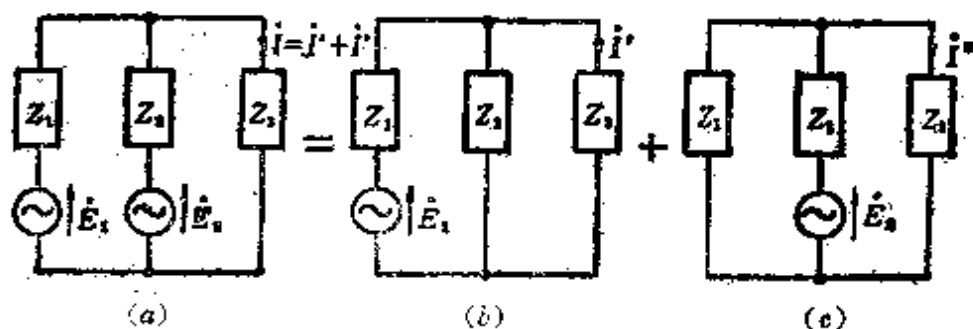 İ=İ'+İ" İ' İ"
Z₁ Z₂ Z₃ = Z₁ Z₂ Z₃ + Z₁ Z₂ Z₃
Ė₁ Ė₂ Ė₁ Ė₂
(a) (b) (c)